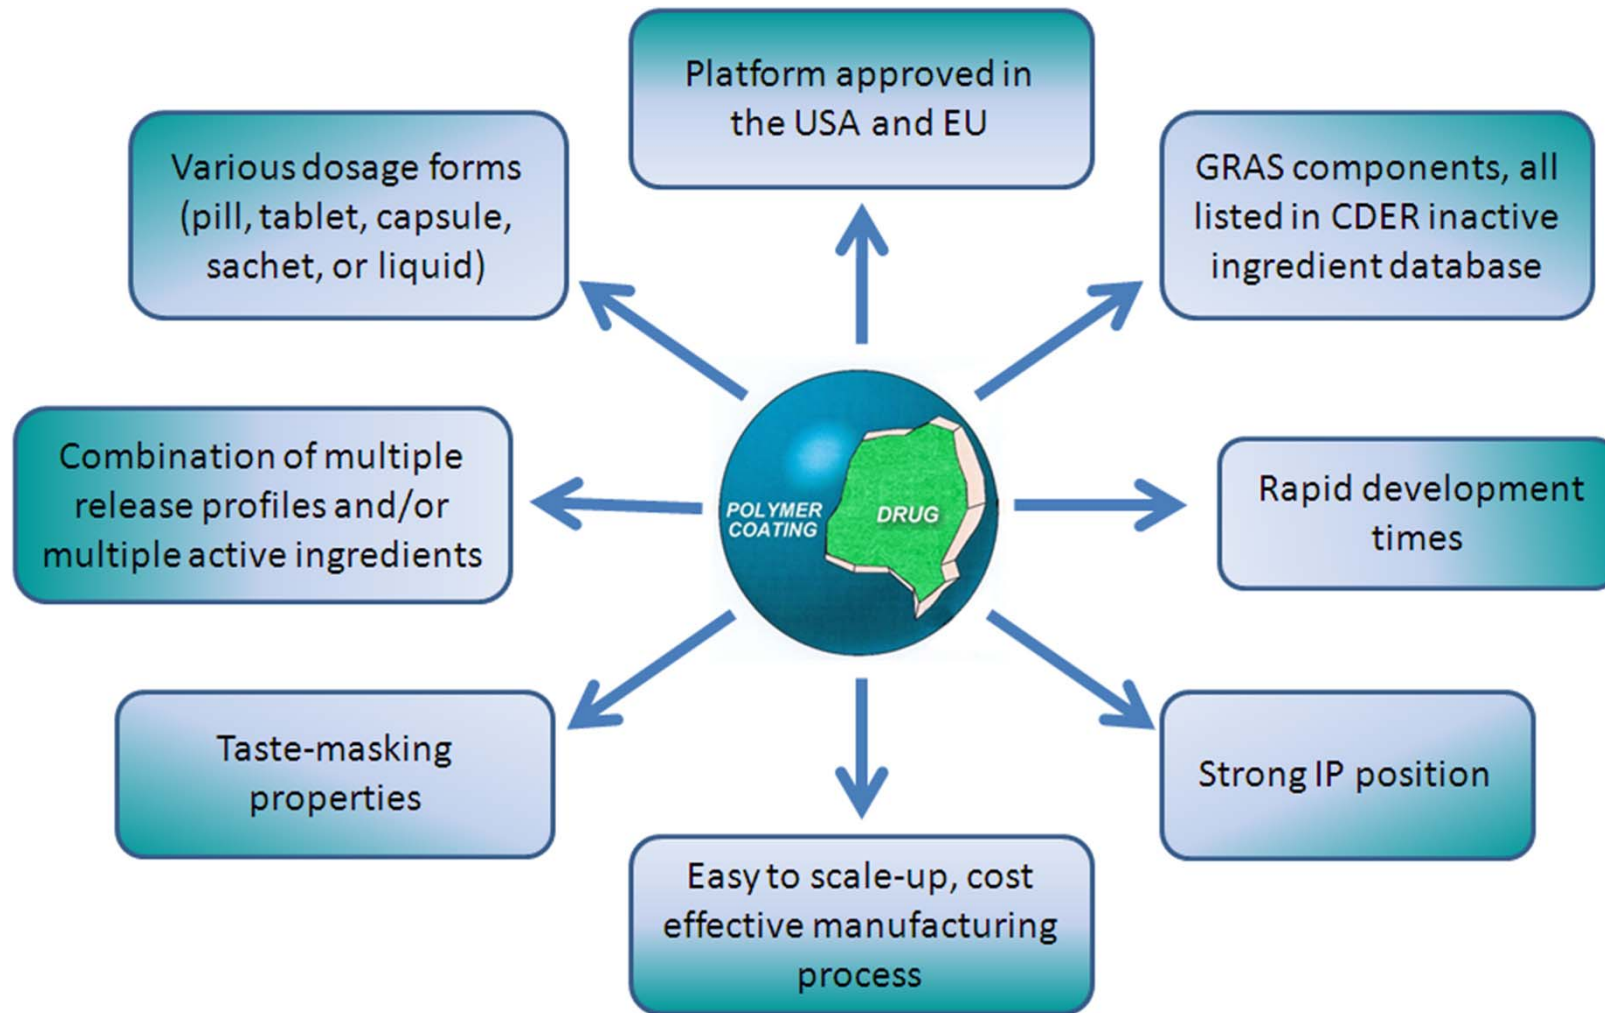 Platform approved in
the USA and EU
Various dosage forms
(pill, tablet, capsule,
sachet, or liquid)
GRAS components, all
listed in CDER inactive
ingredient database
Combination of multiple
release profiles and/or
multiple active ingredients
POLYMER
COATING
DRUG
Rapid development
times
Taste-masking
properties
Strong IP position
Easy to scale-up, cost
effective manufacturing
process